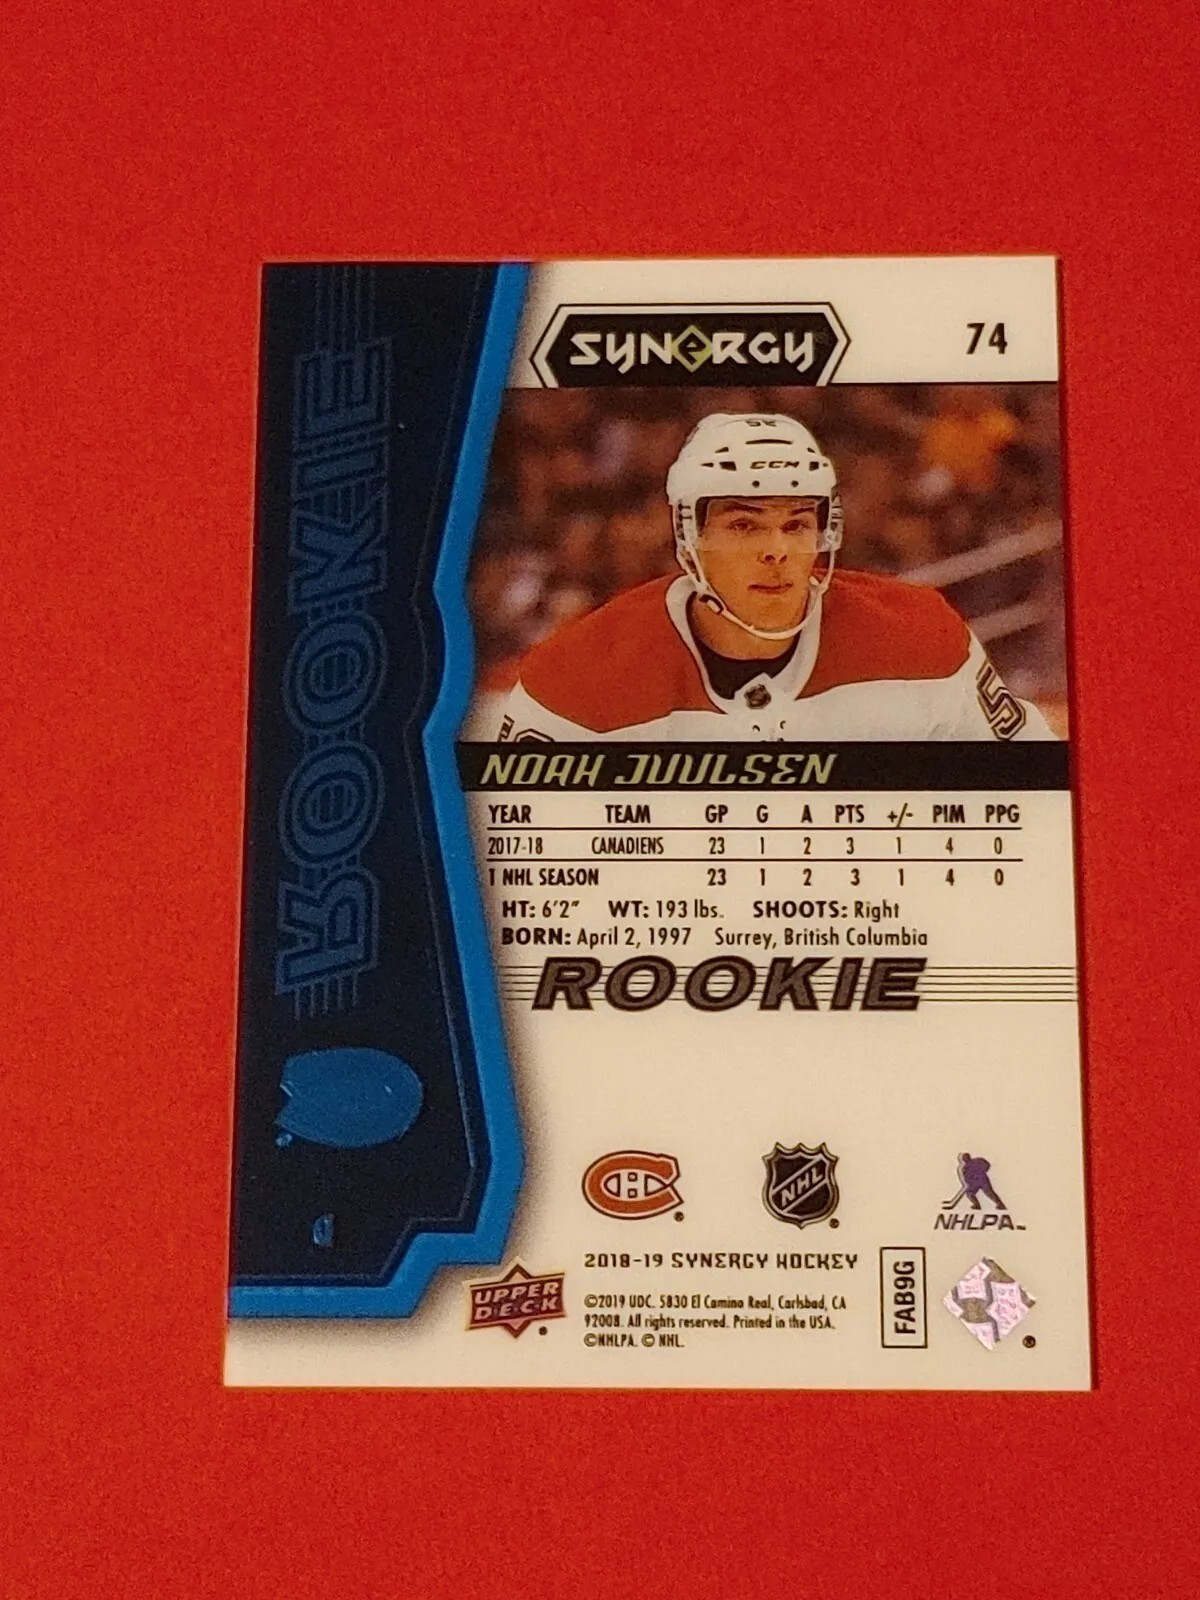 SYNERGY
74
ROOKIE
CCM
NOAH JUULSEN
YEAR TEAM GP G A PTS +/- PIM PPG
2017-18 CANADIENS 23 1 2 3 1 4 0
1 NHL SEASON 23 1 2 3 1 4 0
HT: 6'2" WT: 193 lbs. SHOOTS: Right
BORN: April 2, 1997 Surrey, British Columbia
ROOKIE
NHL
NHLPA
2018-19 SYNERGY HOCKEY
UPPER
DECK
©2019 UDC. 5830 El Camino Real, Carlsbad, CA
92008. All rights reserved. Printed in the USA.
©NHLPA. © NHL.
FAB9G